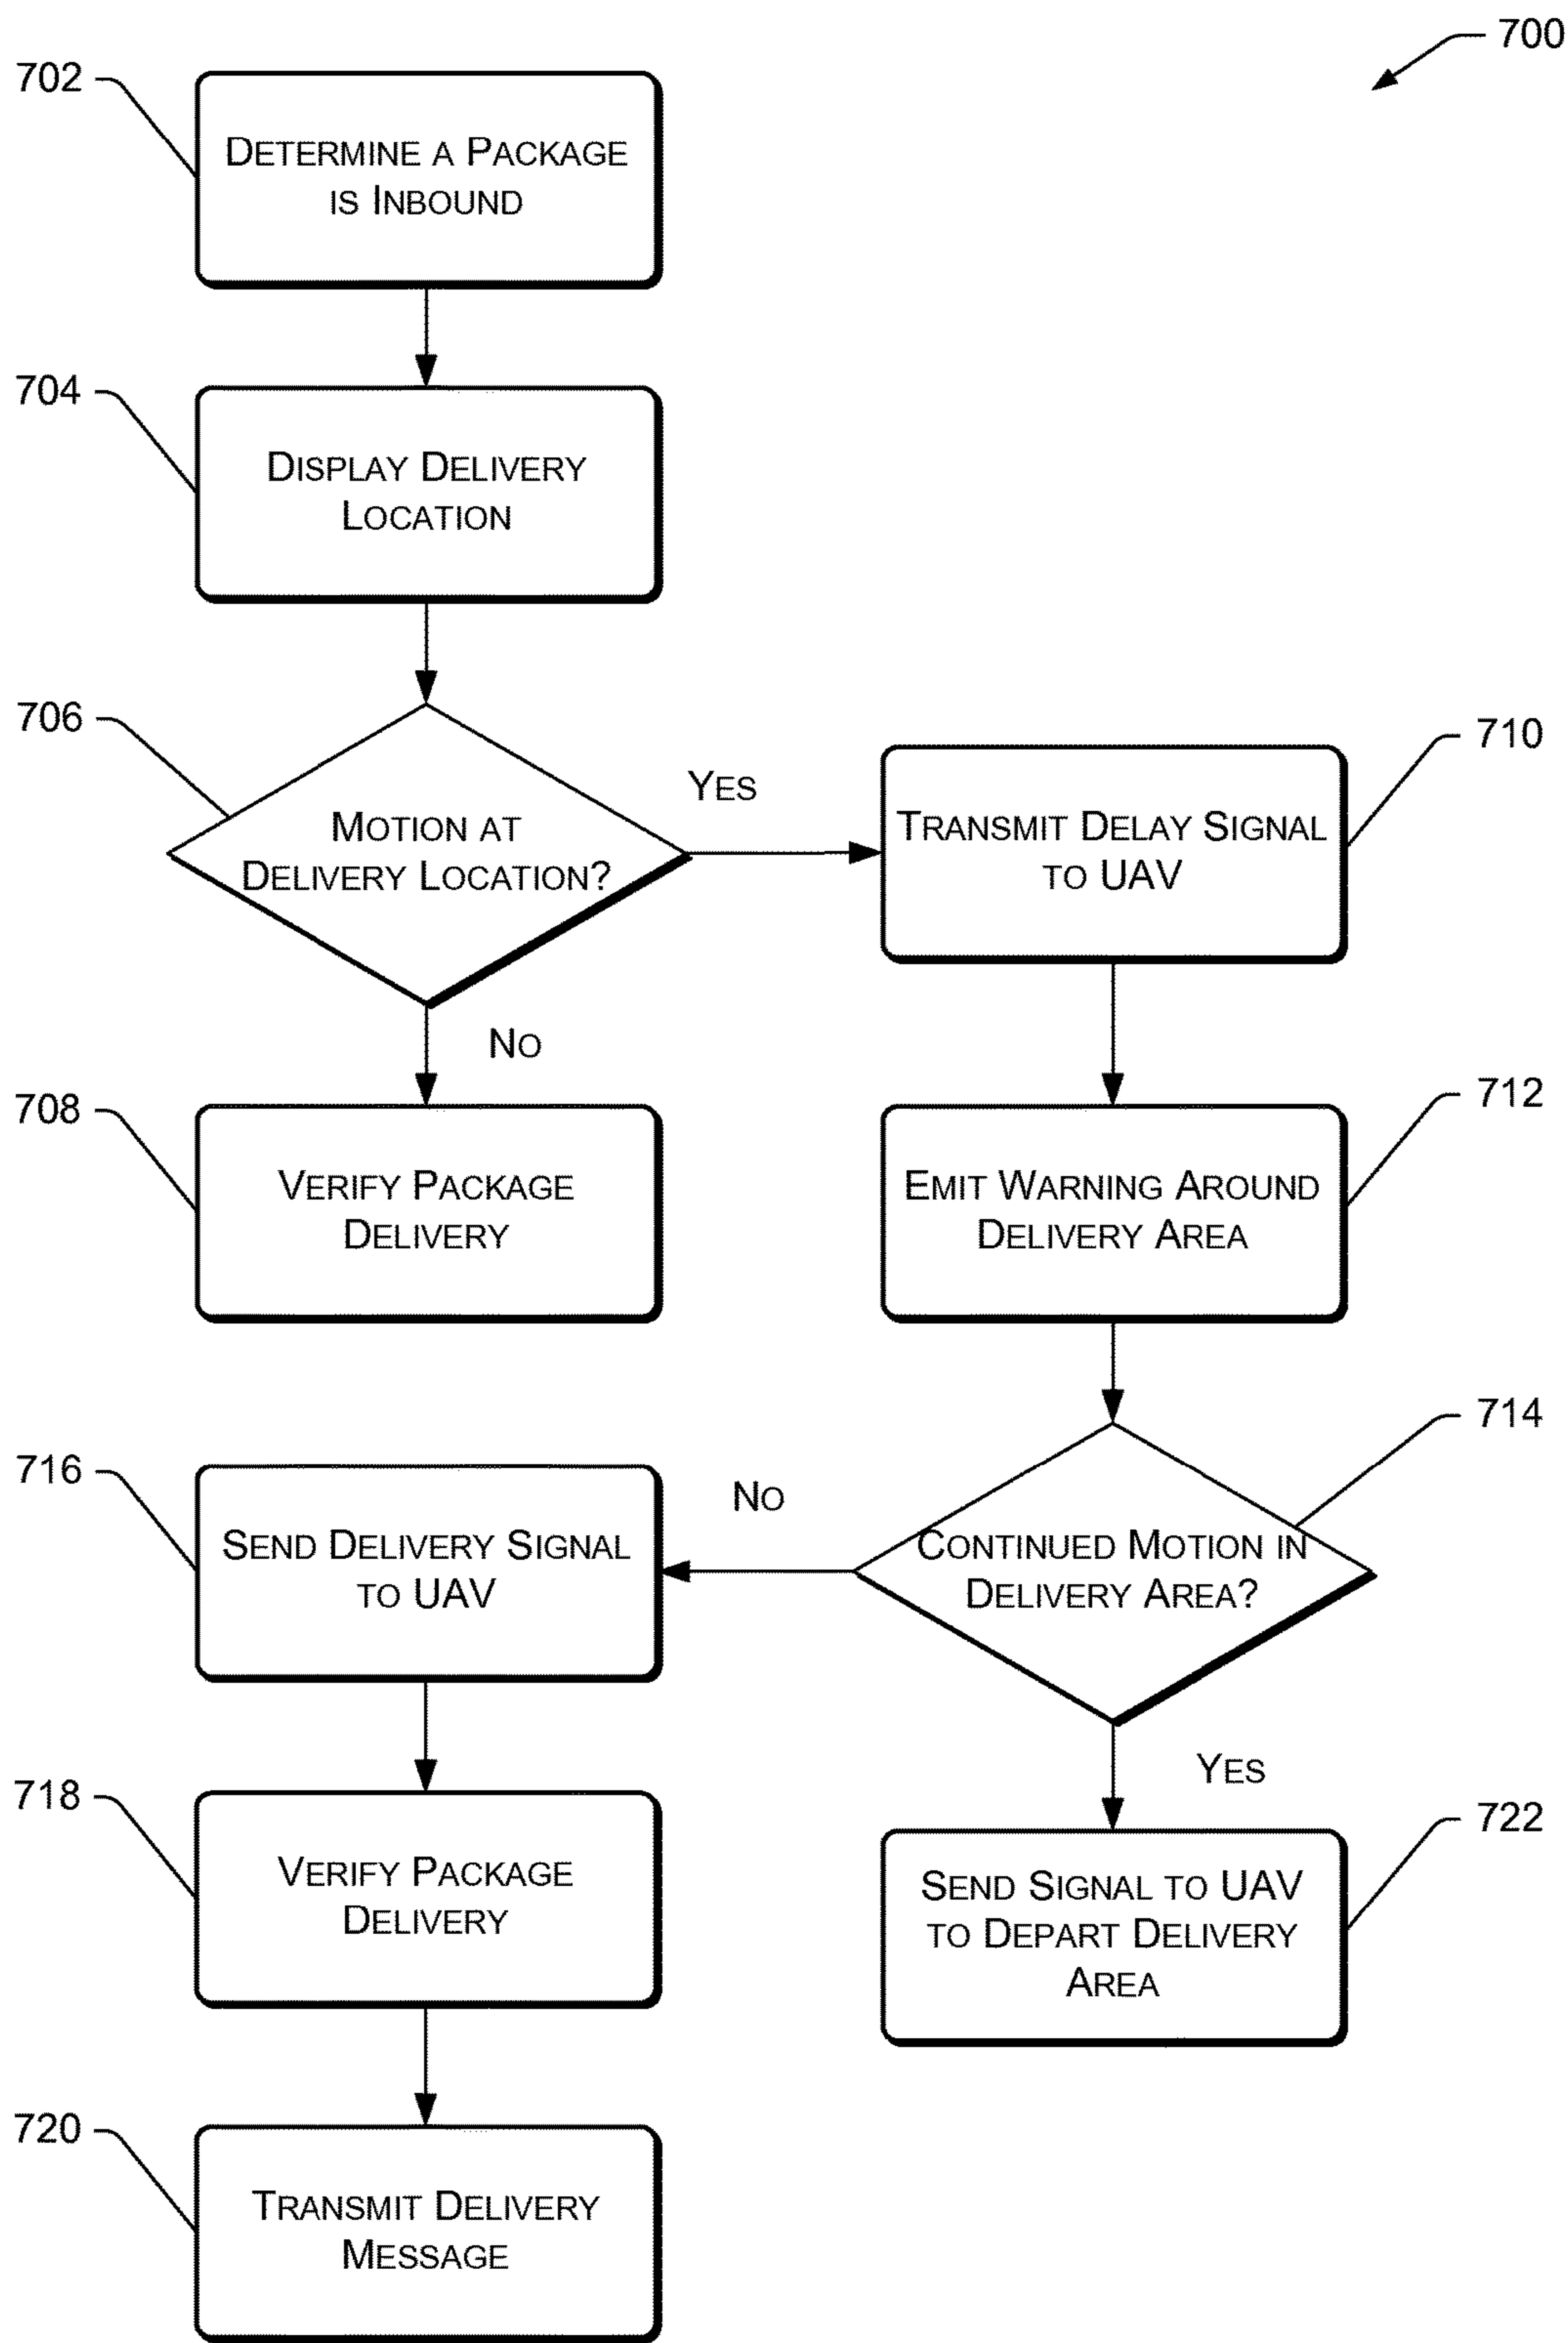 700
702
DETERMINE A PACKAGE
IS INBOUND
704
DISPLAY DELIVERY
LOCATION
706
MOTION AT
DELIVERY LOCATION?
YES
NO
710
TRANSMIT DELAY SIGNAL
TO UAV
708
VERIFY PACKAGE
DELIVERY
712
EMIT WARNING AROUND
DELIVERY AREA
714
CONTINUED MOTION IN
DELIVERY AREA?
NO
YES
716
SEND DELIVERY SIGNAL
TO UAV
718
VERIFY PACKAGE
DELIVERY
722
SEND SIGNAL TO UAV
TO DEPART DELIVERY
AREA
720
TRANSMIT DELIVERY
MESSAGE